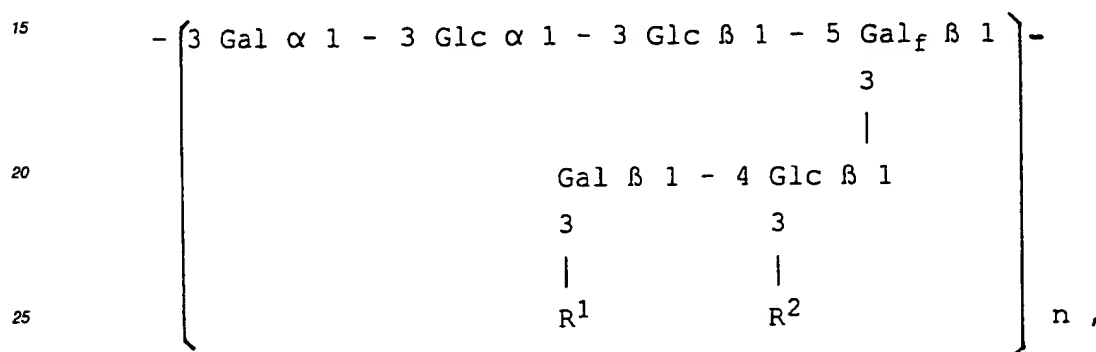 15 - [3 Gal α 1 - 3 Glc α 1 - 3 Glc ß 1 - 5 Gal_f ß 1] -
3
|
20 Gal ß 1 - 4 Glc ß 1
3 3
| |
25 R¹ R² n ,